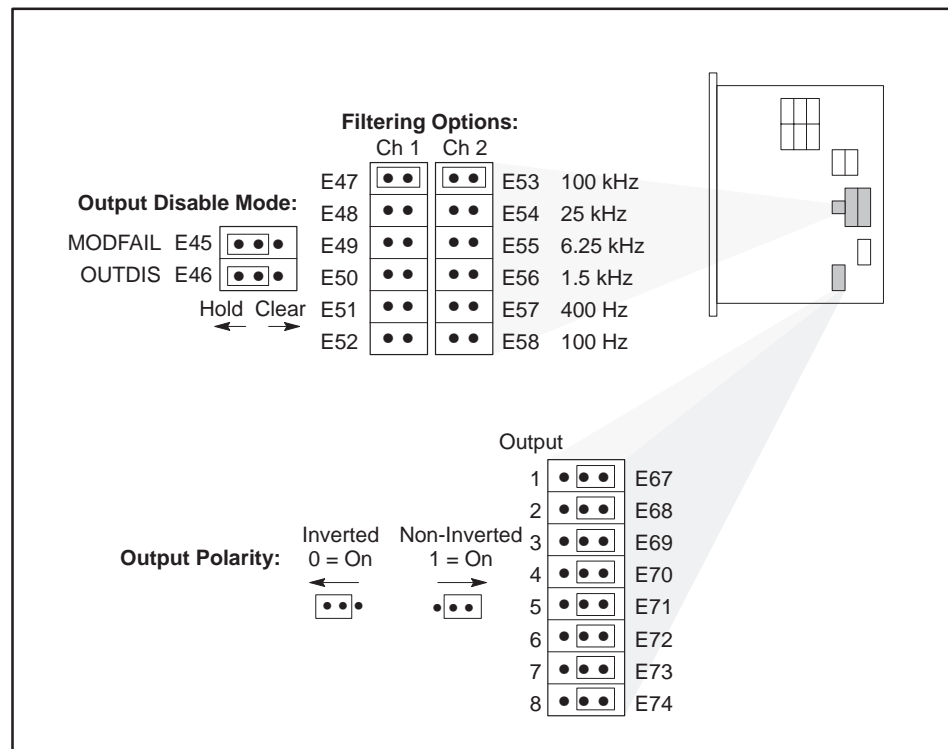 Filtering Options:
Ch 1 Ch 2
E47 E53 100 kHz
Output Disable Mode:
E48 E54 25 kHz
MODFAIL E45
E49 E55 6.25 kHz
OUTDIS E46
E50 E56 1.5 kHz
Hold Clear
E51 E57 400 Hz
E52 E58 100 Hz
Output
1 E67
2 E68
Inverted Non-Inverted
3 E69
Output Polarity: 0 = On 1 = On
4 E70
5 E71
6 E72
7 E73
8 E74